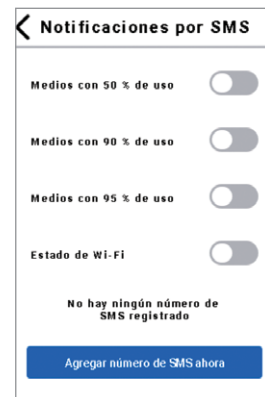 Notificaciones por SMS
Medios con 50 % de uso
Medios con 90 % de uso
Medios con 95 % de uso
Estado de Wi-Fi
No hay ningún número de
SMS registrado
Agregar número de SMS ahora